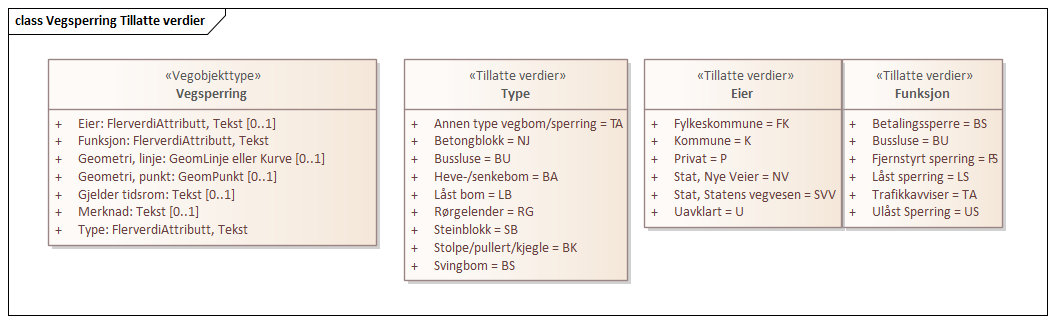 class Vegsperring Tillatte verdier
«Vegobjekttype»
Vegsperring
+ Eier: FlerverdiAttributt, Tekst [0..1]
+ Funksjon: FlerverdiAttributt, Tekst
+ Geometri, linje: GeomLinje eller Kurve [0..1]
+ Geometri, punkt: GeomPunkt [0..1]
+ Gjelder tidsrom: Tekst [0..1]
+ Merknad: Tekst [0..1]
+ Type: FlerverdiAttributt, Tekst
«Tillatte verdier»
Type
+ Annen type vegbom/sperring = TA
+ Betongblokk = NJ
+ Bussluse = BU
+ Heve-/senkebom = BA
+ Låst bom = LB
+ Rørgelender = RG
+ Steinblokk = SB
+ Stolpe/pullert/kjegle = BK
+ Svingbom = BS
«Tillatte verdier»
Eier
+ Fylkeskommune = FK
+ Kommune = K
+ Privat = P
+ Stat, Nye Veier = NV
+ Stat, Statens vegvesen = SVV
+ Uavklart = U
«Tillatte verdier»
Funksjon
+ Betalingssperre = BS
+ Bussluse = BU
+ Fjernstyrt sperring = FS
+ Låst sperring = LS
+ Trafikkavviser = TA
+ Ulåst Sperring = US